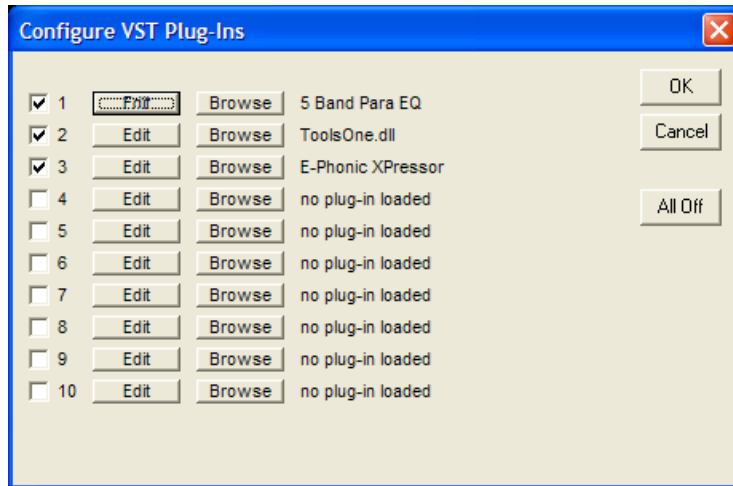 Configure VST Plug-Ins
OK
1 Edit Browse 5 Band Para EQ
2 Edit Browse ToolsOne.dll
Cancel
3 Edit Browse E-Phonic XPressor
4 Edit Browse no plug-in loaded
All Off
5 Edit Browse no plug-in loaded
6 Edit Browse no plug-in loaded
7 Edit Browse no plug-in loaded
8 Edit Browse no plug-in loaded
9 Edit Browse no plug-in loaded
10 Edit Browse no plug-in loaded